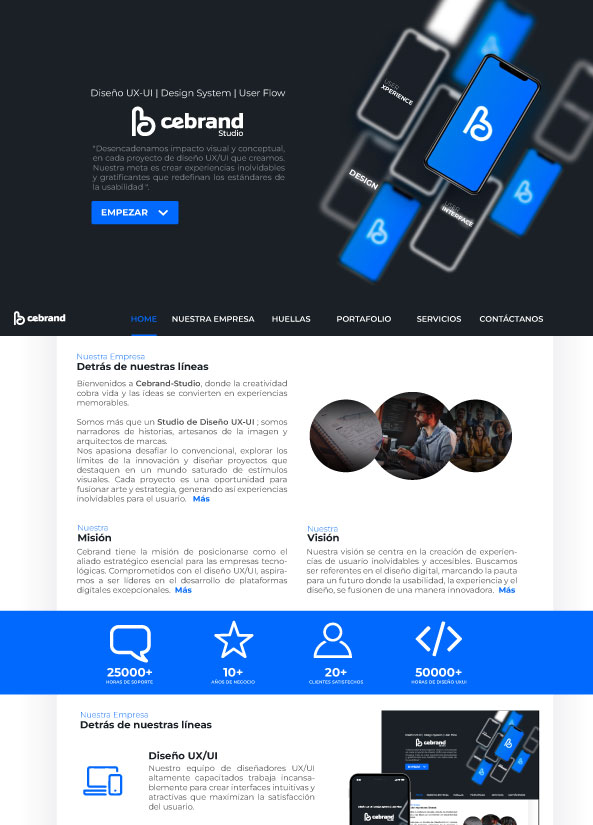 Diseño UX-UI | Design System | User Flow
cebrand
Studio
"Desencadenamos impacto visual y conceptual,
en cada proyecto de diseño UX/UI que creamos.
Nuestra meta es crear experiencias inolvidables
y gratificantes que redefinan los estándares de
la usabilidad ".
EMPEZAR
USER
XPERIENCE
DESIGN
USER
INTERFACE
cebrand
HOME NUESTRA EMPRESA HUELLAS PORTAFOLIO SERVICIOS CONTÁCTANOS
Nuestra Empresa
Detrás de nuestras líneas
Bienvenidos a Cebrand-Studio, donde la creatividad
cobra vida y las ideas se convierten en experiencias
memorables.
Somos más que un Studio de Diseño UX-UI ; somos
narradores de historias, artesanos de la imagen y
arquitectos de marcas.
Nos apasiona desafiar lo convencional, explorar los
límites de la innovación y diseñar proyectos que
destaquen en un mundo saturado de estímulos
visuales. Cada proyecto es una oportunidad para
fusionar arte y estrategia, generando así experiencias
inolvidables para el usuario. Más
Nuestra
Misión
Cebrand tiene la misión de posicionarse como el
aliado estratégico esencial para las empresas tecno-
lógicas. Comprometidos con el diseño UX/UI, aspira-
mos a ser líderes en el desarrollo de plataformas
digitales excepcionales. Más
Nuestra
Visión
Nuestra visión se centra en la creación de experien-
cias de usuario inolvidables y accesibles. Buscamos
ser referentes en el diseño digital, marcando la pauta
para un futuro donde la usabilidad, la experiencia y el
diseño, se fusionen de una manera innovadora. Más
25000+
HORAS DE SOPORTE
10+
AÑOS DE NEGOCIO
20+
CLIENTES SATISFECHOS
50000+
HORAS DE DISEÑO UXUI
Nuestra Empresa
Detrás de nuestras líneas
Diseño UX/UI
Nuestro equipo de diseñadores UX/UI
altamente capacitados trabaja incansa-
blemente para crear interfaces intuitivas y
atractivas que maximizan la satisfacción
del usuario.
cebrand
Studio
cebrand